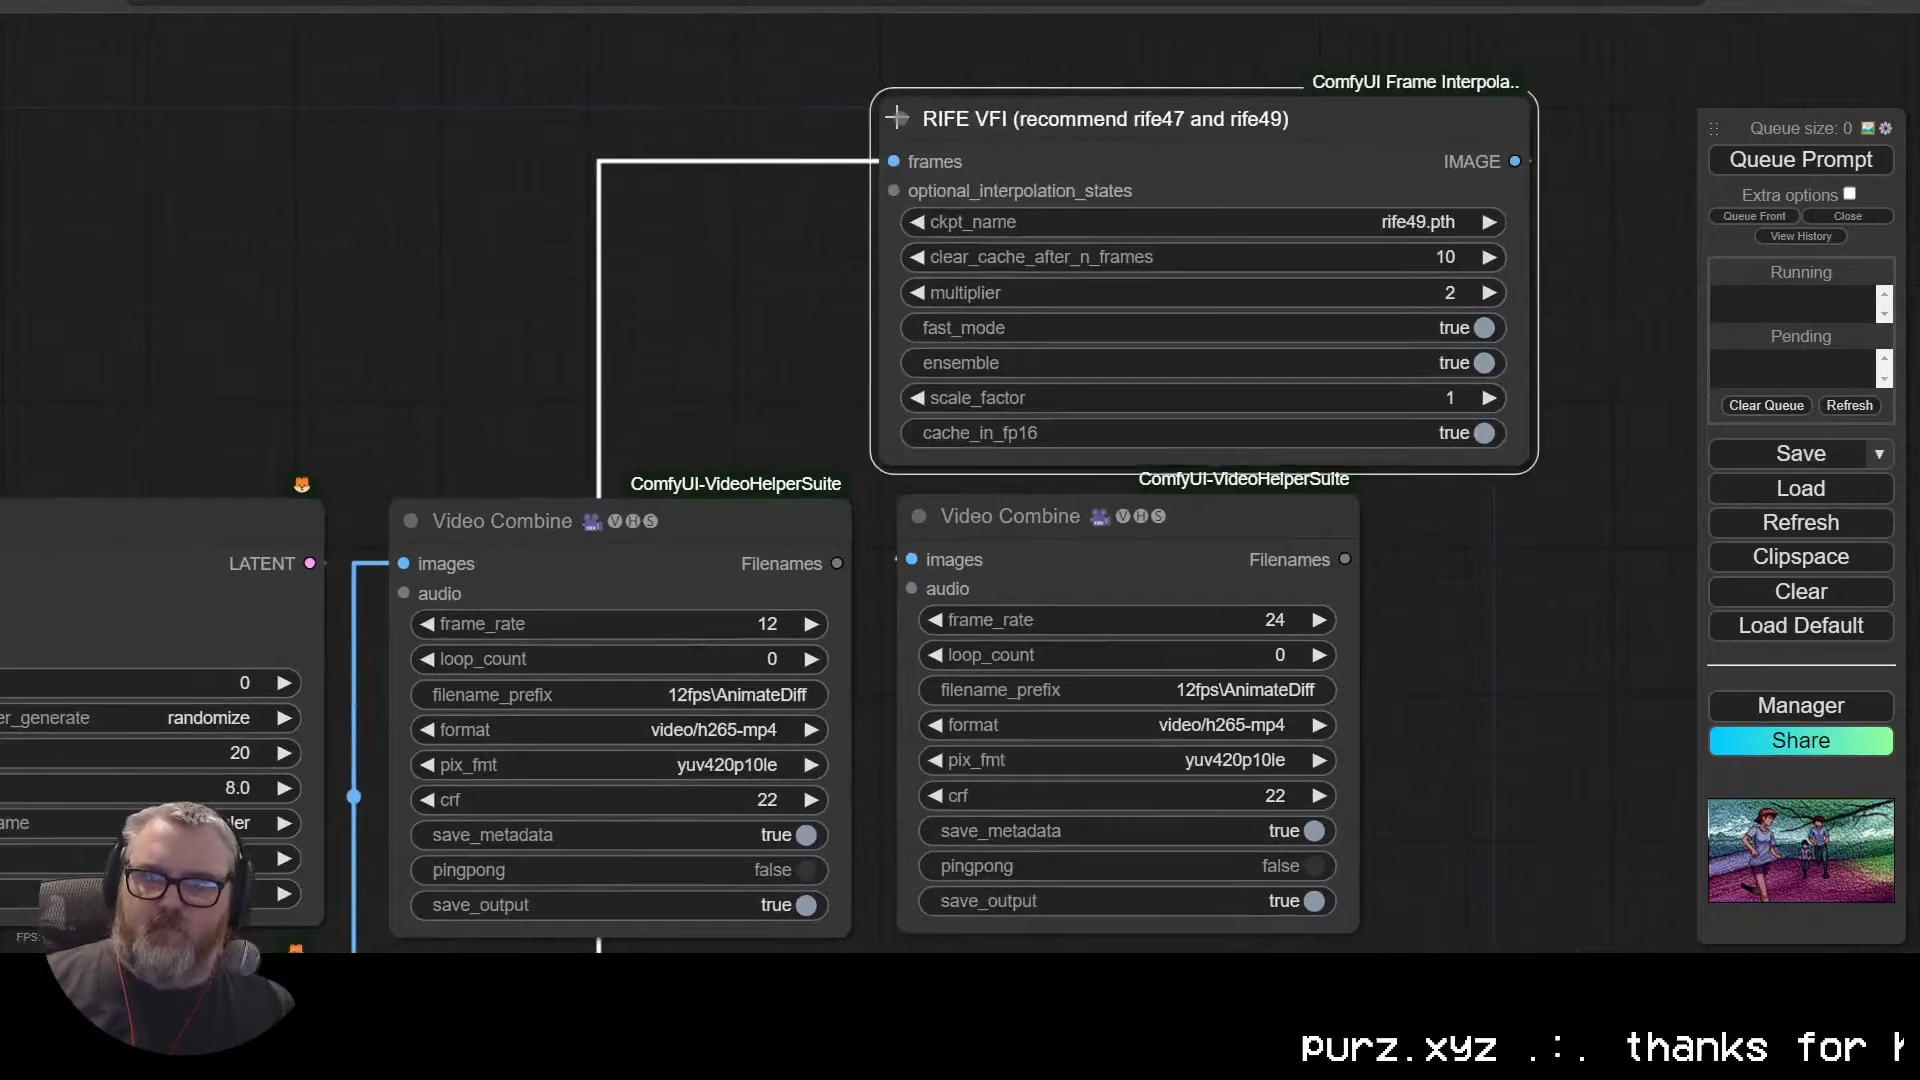 ComfyUI Frame Interpola..
RIFE VFI (recommend rife47 and rife49)
frames
IMAGE
optional_interpolation_states
ckpt_name rife49.pth
clear_cache_after_n_frames 10
multiplier 2
fast_mode true
ensemble true
scale_factor 1
cache_in_fp16 true
LATENT
0
er_generate randomize
20
8.0
ame
ler
FPS:
ComfyUI-VideoHelperSuite
Video Combine VHS
images Filenames
audio
frame_rate 12
loop_count 0
filename_prefix 12fps\AnimateDiff
format video/h265-mp4
pix_fmt yuv420p10le
crf 22
save_metadata true
pingpong false
save_output true
ComfyUI-VideoHelperSuite
Video Combine VHS
images Filenames
audio
frame_rate 24
loop_count 0
filename_prefix 12fps\AnimateDiff
format video/h265-mp4
pix_fmt yuv420p10le
crf 22
save_metadata true
pingpong false
save_output true
Queue size: 0
Queue Prompt
Extra options
Queue Front Close
View History
Running
Pending
Clear Queue Refresh
Save
Load
Refresh
Clipspace
Clear
Load Default
Manager
Share
purz.xyz .:. thanks for h